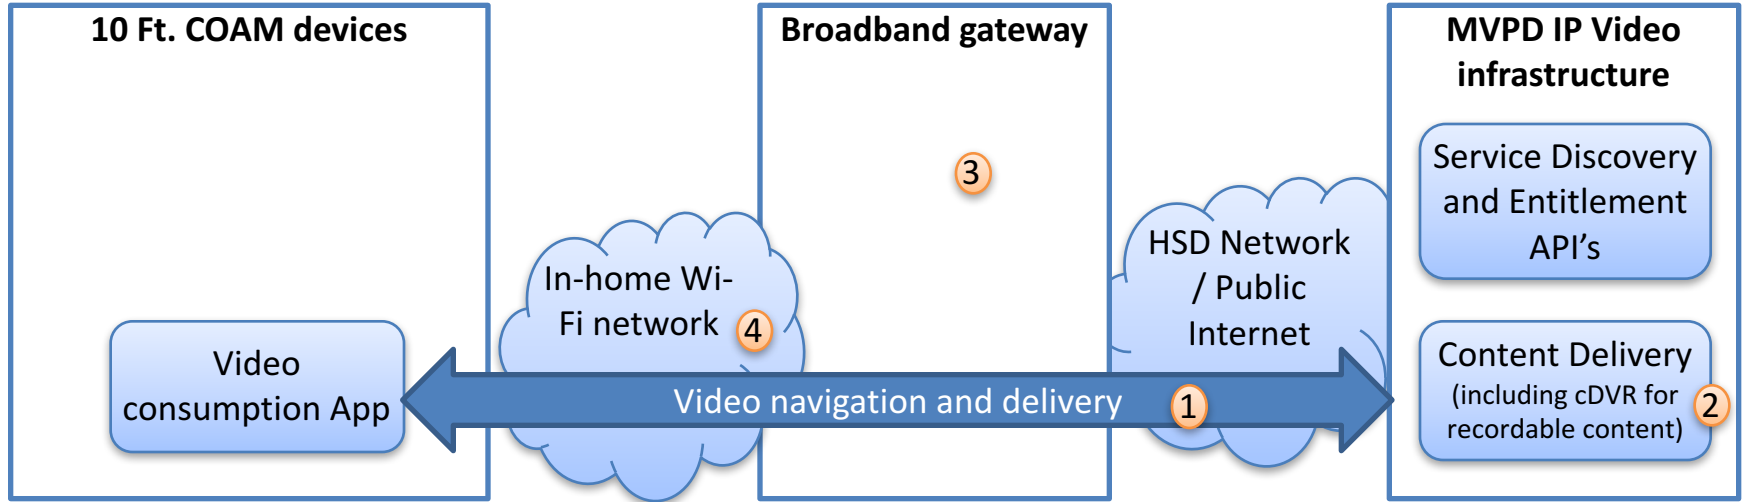 10 Ft. COAM devices
Broadband gateway
MVPD IP Video
infrastructure
Service Discovery
and Entitlement
API’s
3
HSD Network
/ Public
Internet
In-home Wi-
Fi network
4
Video
consumption App
Video navigation and delivery
1
Content Delivery
(including cDVR for
recordable content)
2